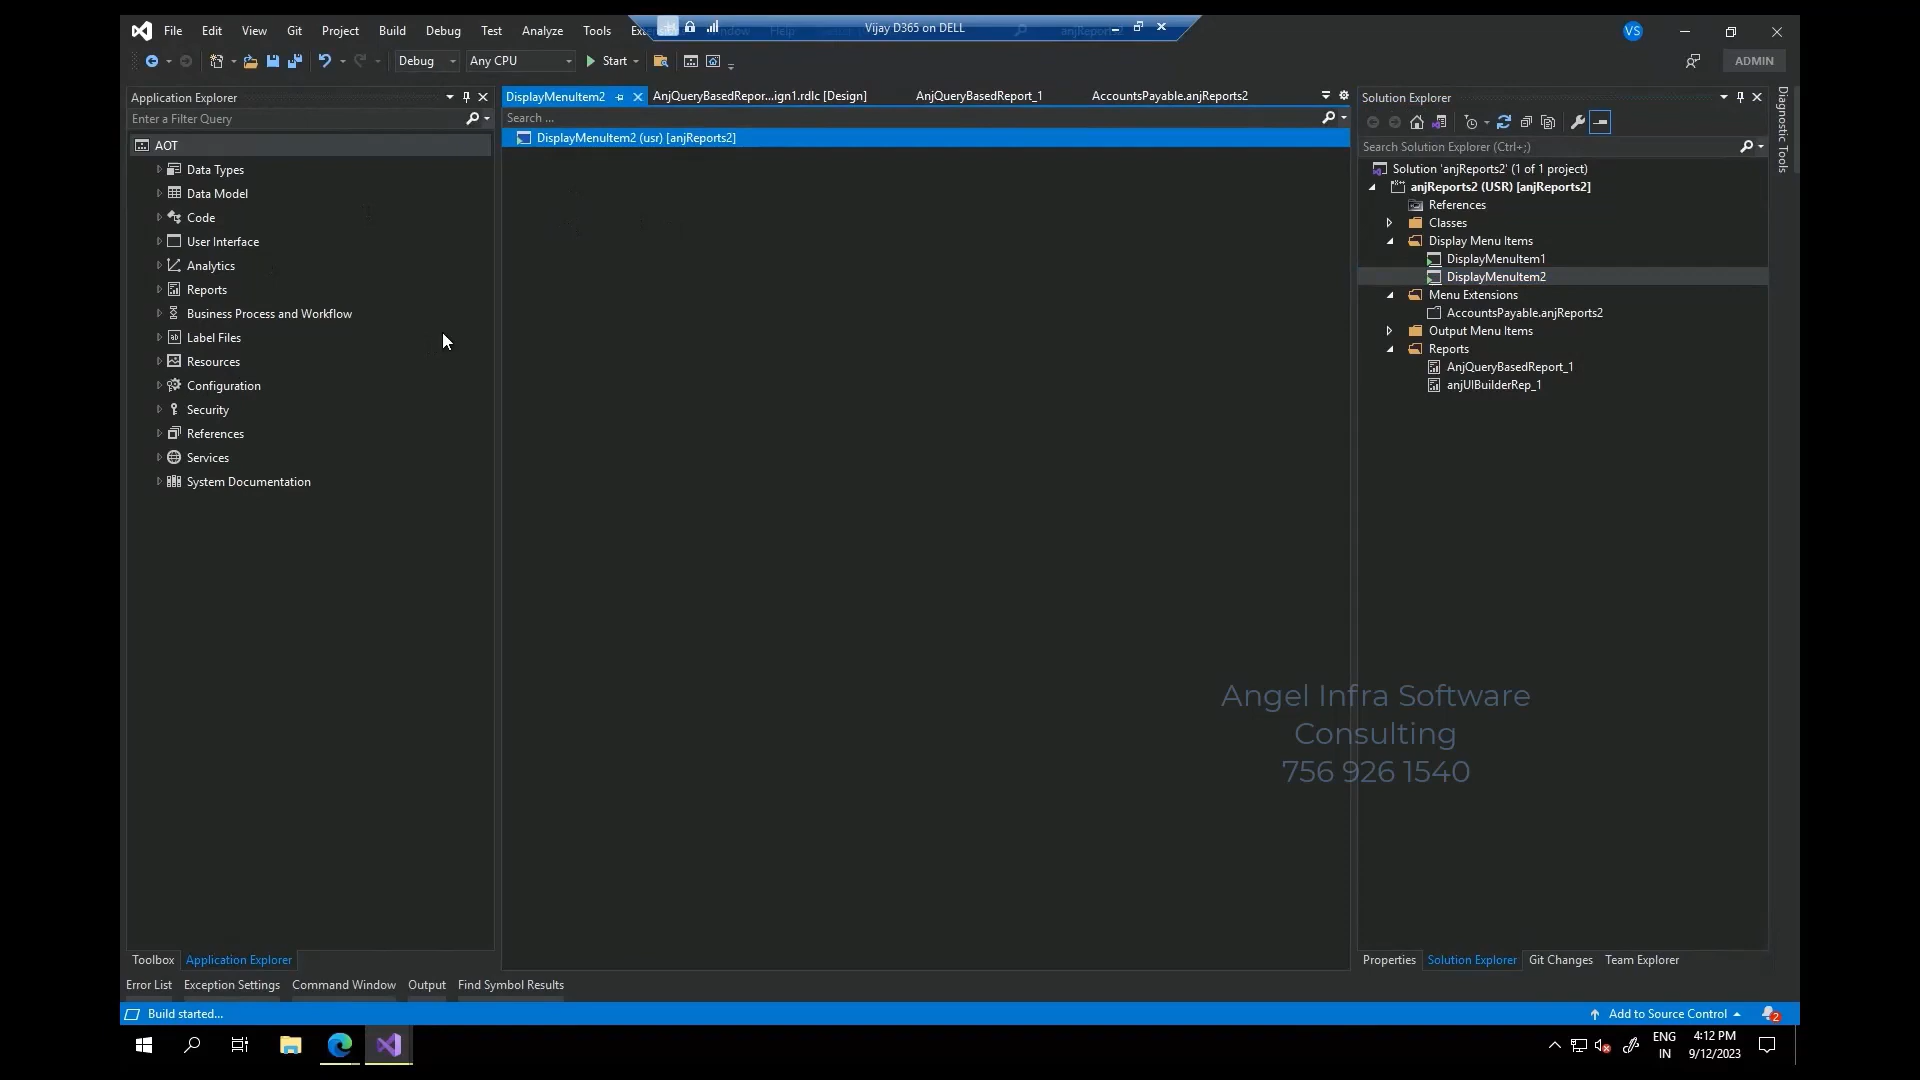 File Edit View Git Project Build Debug Test Analyze Tools
Vijay D365 on DELL
VS
Debug Any CPU Start
ADMIN
Application Explorer
Enter a Filter Query
AOT
Data Types
Data Model
Code
User Interface
Analytics
Reports
Business Process and Workflow
Label Files
Resources
Configuration
Security
References
Services
System Documentation
Toolbox Application Explorer
DisplayMenuItem2 AnjQueryBasedRepor...ign1.rdlc [Design] AnjQueryBasedReport_1 AccountsPayable.anjReports2
Search ...
DisplayMenuItem2 (usr) [anjReports2]
Solution Explorer
Search Solution Explorer (Ctrl+;)
Solution 'anjReports2' (1 of 1 project)
anjReports2 (USR) [anjReports2]
References
Classes
Display Menu Items
DisplayMenuItem1
DisplayMenuItem2
Menu Extensions
AccountsPayable.anjReports2
Output Menu Items
Reports
AnjQueryBasedReport_1
anjUIBuilderRep_1
Diagnostic Tools
Angel Infra Software
Consulting
756 926 1540
Properties Solution Explorer Git Changes Team Explorer
Error List Exception Settings Command Window Output Find Symbol Results
Build started...
Add to Source Control
2
ENG
IN
4:12 PM
9/12/2023